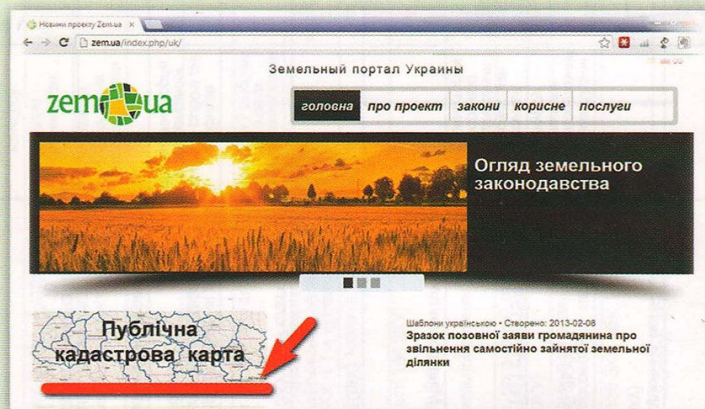 Новини проекту Zem.ua
zem.ua/index.php/uk/
Земельный портал Украины
zem ua
головна про проект закони корисне послуги
Огляд земельного
законодавства
Публічна
кадастрова карта
Шаблони українською • Створено: 2013-02-08
Зразок позовної заяви громадянина про
звільнення самостійно зайнятої земельної
ділянки